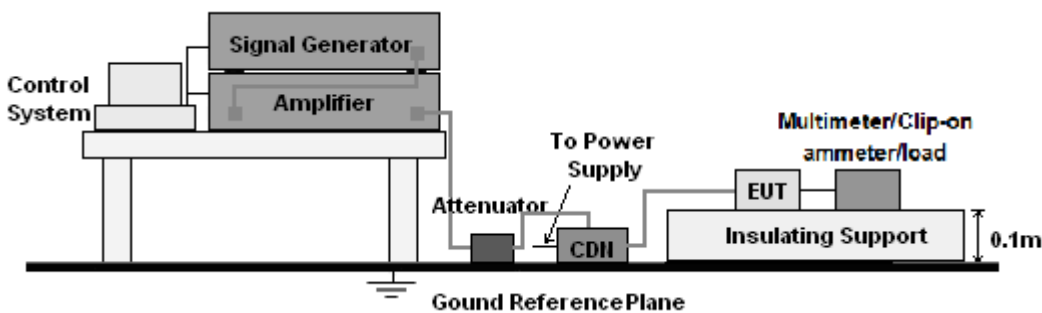 Signal Generator
Control
System
Amplifier
Multimeter/Clip-on
ammeter/load
To Power
Supply
EUT
Attenuator
CDN
Insulating Support
0.1m
Gound Reference Plane